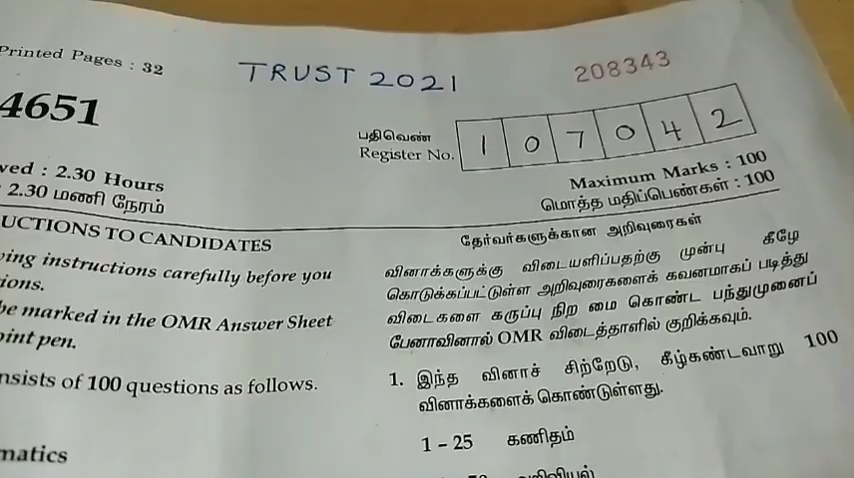 Printed Pages : 32
TRUST 2021
208343
4651
பதிவெண்
Register No. 1 0 7 0 4 2
ved : 2.30 Hours
: 2.30 மணி நேரம்
Maximum Marks : 100
மொத்த மதிப்பெண்கள் : 100
UCTIONS TO CANDIDATES
ving instructions carefully before you
ions.
be marked in the OMR Answer Sheet
oint pen.
nsists of 100 questions as follows.
matics
தேர்வர்களுக்கான அறிவுரைகள்
வினாக்களுக்கு விடையளிப்பதற்கு முன்பு கீழே
கொடுக்கப்பட்டுள்ள அறிவுரைகளைக் கவனமாகப் படித்து
விடைகளை கருப்பு நிற மை கொண்ட பந்துமுனைப்
பேனாவினால் OMR விடைத்தாளில் குறிக்கவும்.
1. இந்த வினாச் சிற்றேடு, கீழ்கண்டவாறு 100
வினாக்களைக் கொண்டுள்ளது.
1 – 25 கணிதம்
அறிவியல்